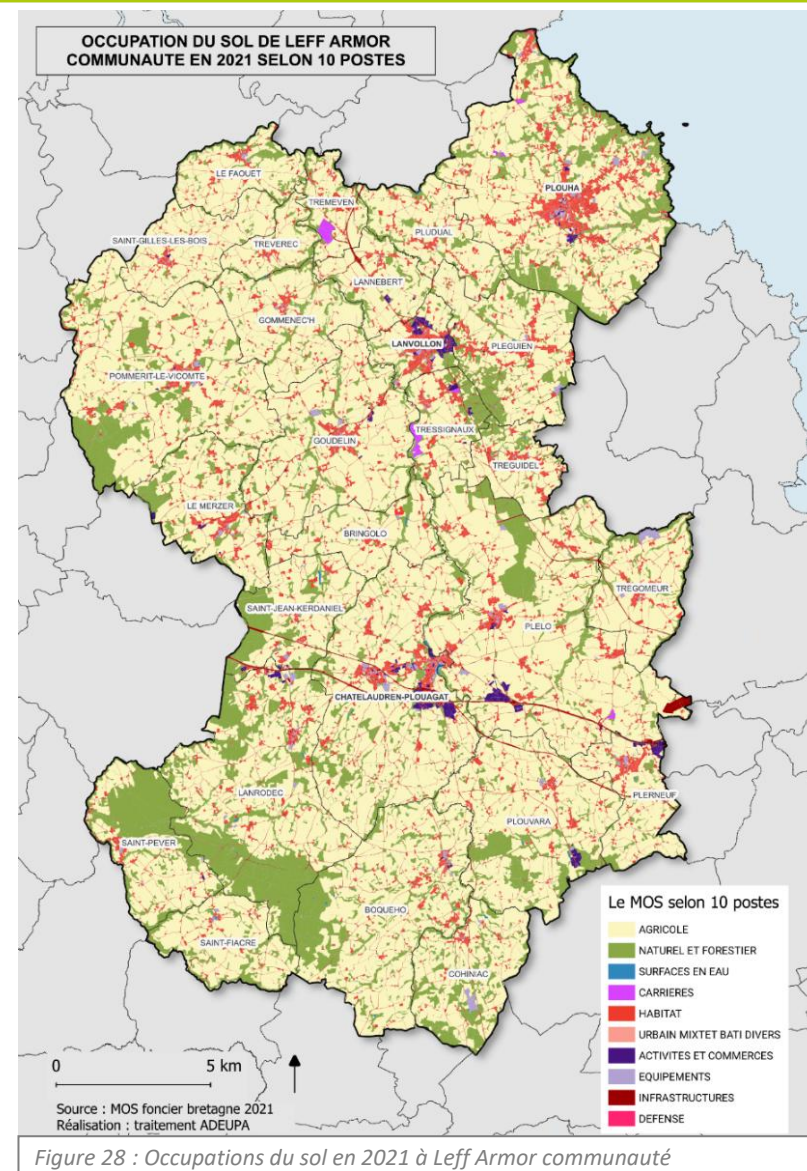 OCCUPATION DU SOL DE LEFF ARMOR
COMMUNAUTE EN 2021 SELON 10 POSTES
PLOUHA
LE FAOUET
TREMEVEN
SAINT-GILLES-LES-BOIS
TREVEREC
PLUDUAL
LANNEBERT
GOMMENEC'H
LANVOLLON
PLEGUIEN
POMMERIT-LE-VICOMTE
GOUDELIN
TRESSIGNAUX
TREGUIDEL
LE MERZER
BRINGOLO
TREGOMEUR
SAINT-JEAN-KERDANIEL
PLELO
CHATELAUDREN-PLOUAGAT
LANRODEC
PLERNEUF
PLOUVARA
SAINT-PEVER
BOQUEHO
SAINT-FIACRE
COHINIAC
Le MOS selon 10 postes
AGRICOLE
NATUREL ET FORESTIER
SURFACES EN EAU
CARRIERES
HABITAT
URBAIN MIXTET BATI DIVERS
ACTIVITES ET COMMERCES
EQUIPEMENTS
INFRASTRUCTURES
DEFENSE
0 5 km
Source : MOS foncier bretagne 2021
Réalisation : traitement ADEUPA
Figure 28 : Occupations du sol en 2021 à Leff Armor communauté